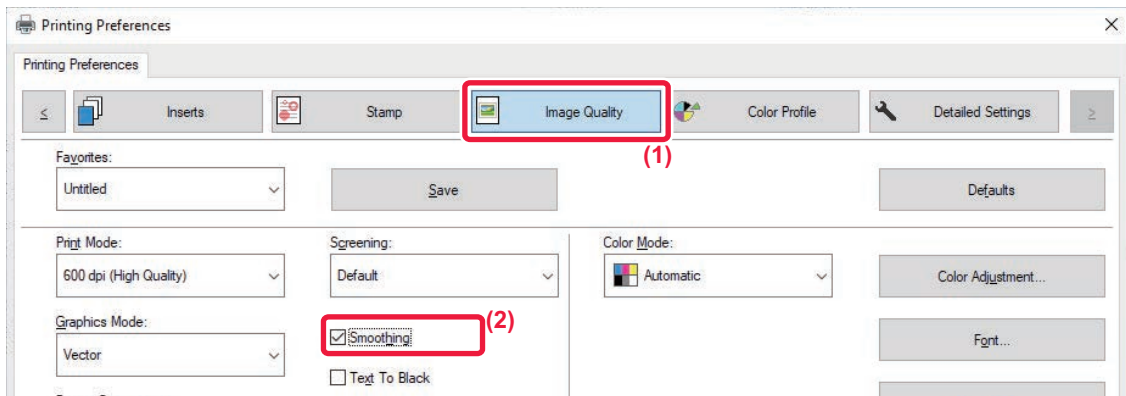 Printing Preferences
Printing Preferences
≤ Inserts Stamp Image Quality Color Profile Detailed Settings ≥
(1)
Favorites:
Untitled Save Defaults
Print Mode: Screening: Color Mode:
600 dpi (High Quality) Default Automatic Color Adjustment...
Graphics Mode: Smoothing (2) Font...
Vector
Text To Black